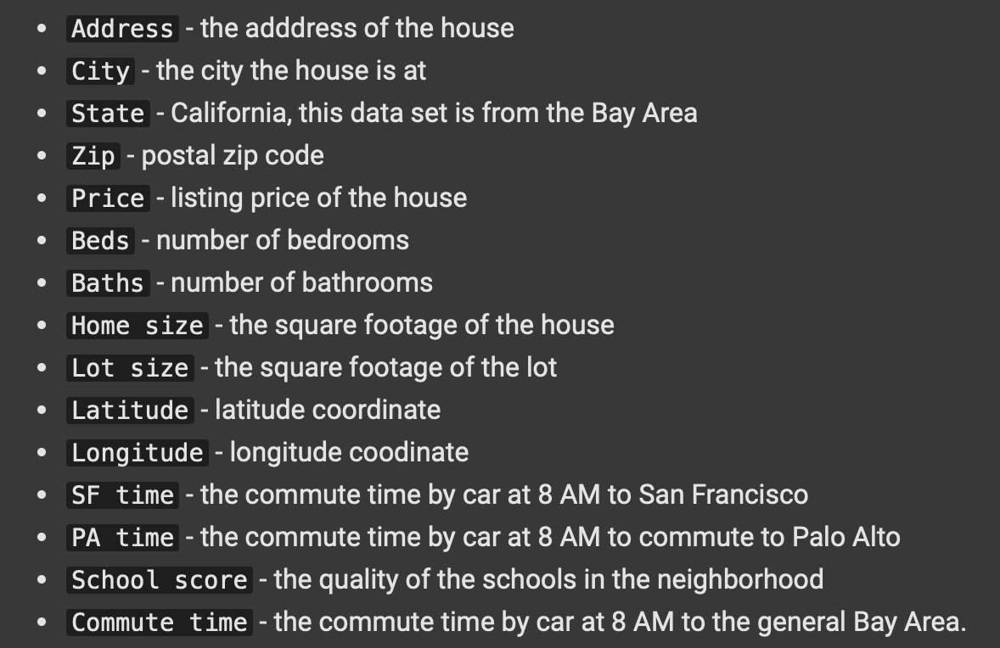 • Address - the adddress of the house
• City - the city the house is at
• State - California, this data set is from the Bay Area
• Zip - postal zip code
• Price - listing price of the house
• Beds - number of bedrooms
• Baths - number of bathrooms
• Home size - the square footage of the house
• Lot size - the square footage of the lot
• Latitude - latitude coordinate
• Longitude - longitude coodinate
• SF time - the commute time by car at 8 AM to San Francisco
• PA time - the commute time by car at 8 AM to commute to Palo Alto
• School score - the quality of the schools in the neighborhood
• Commute time - the commute time by car at 8 AM to the general Bay Area.